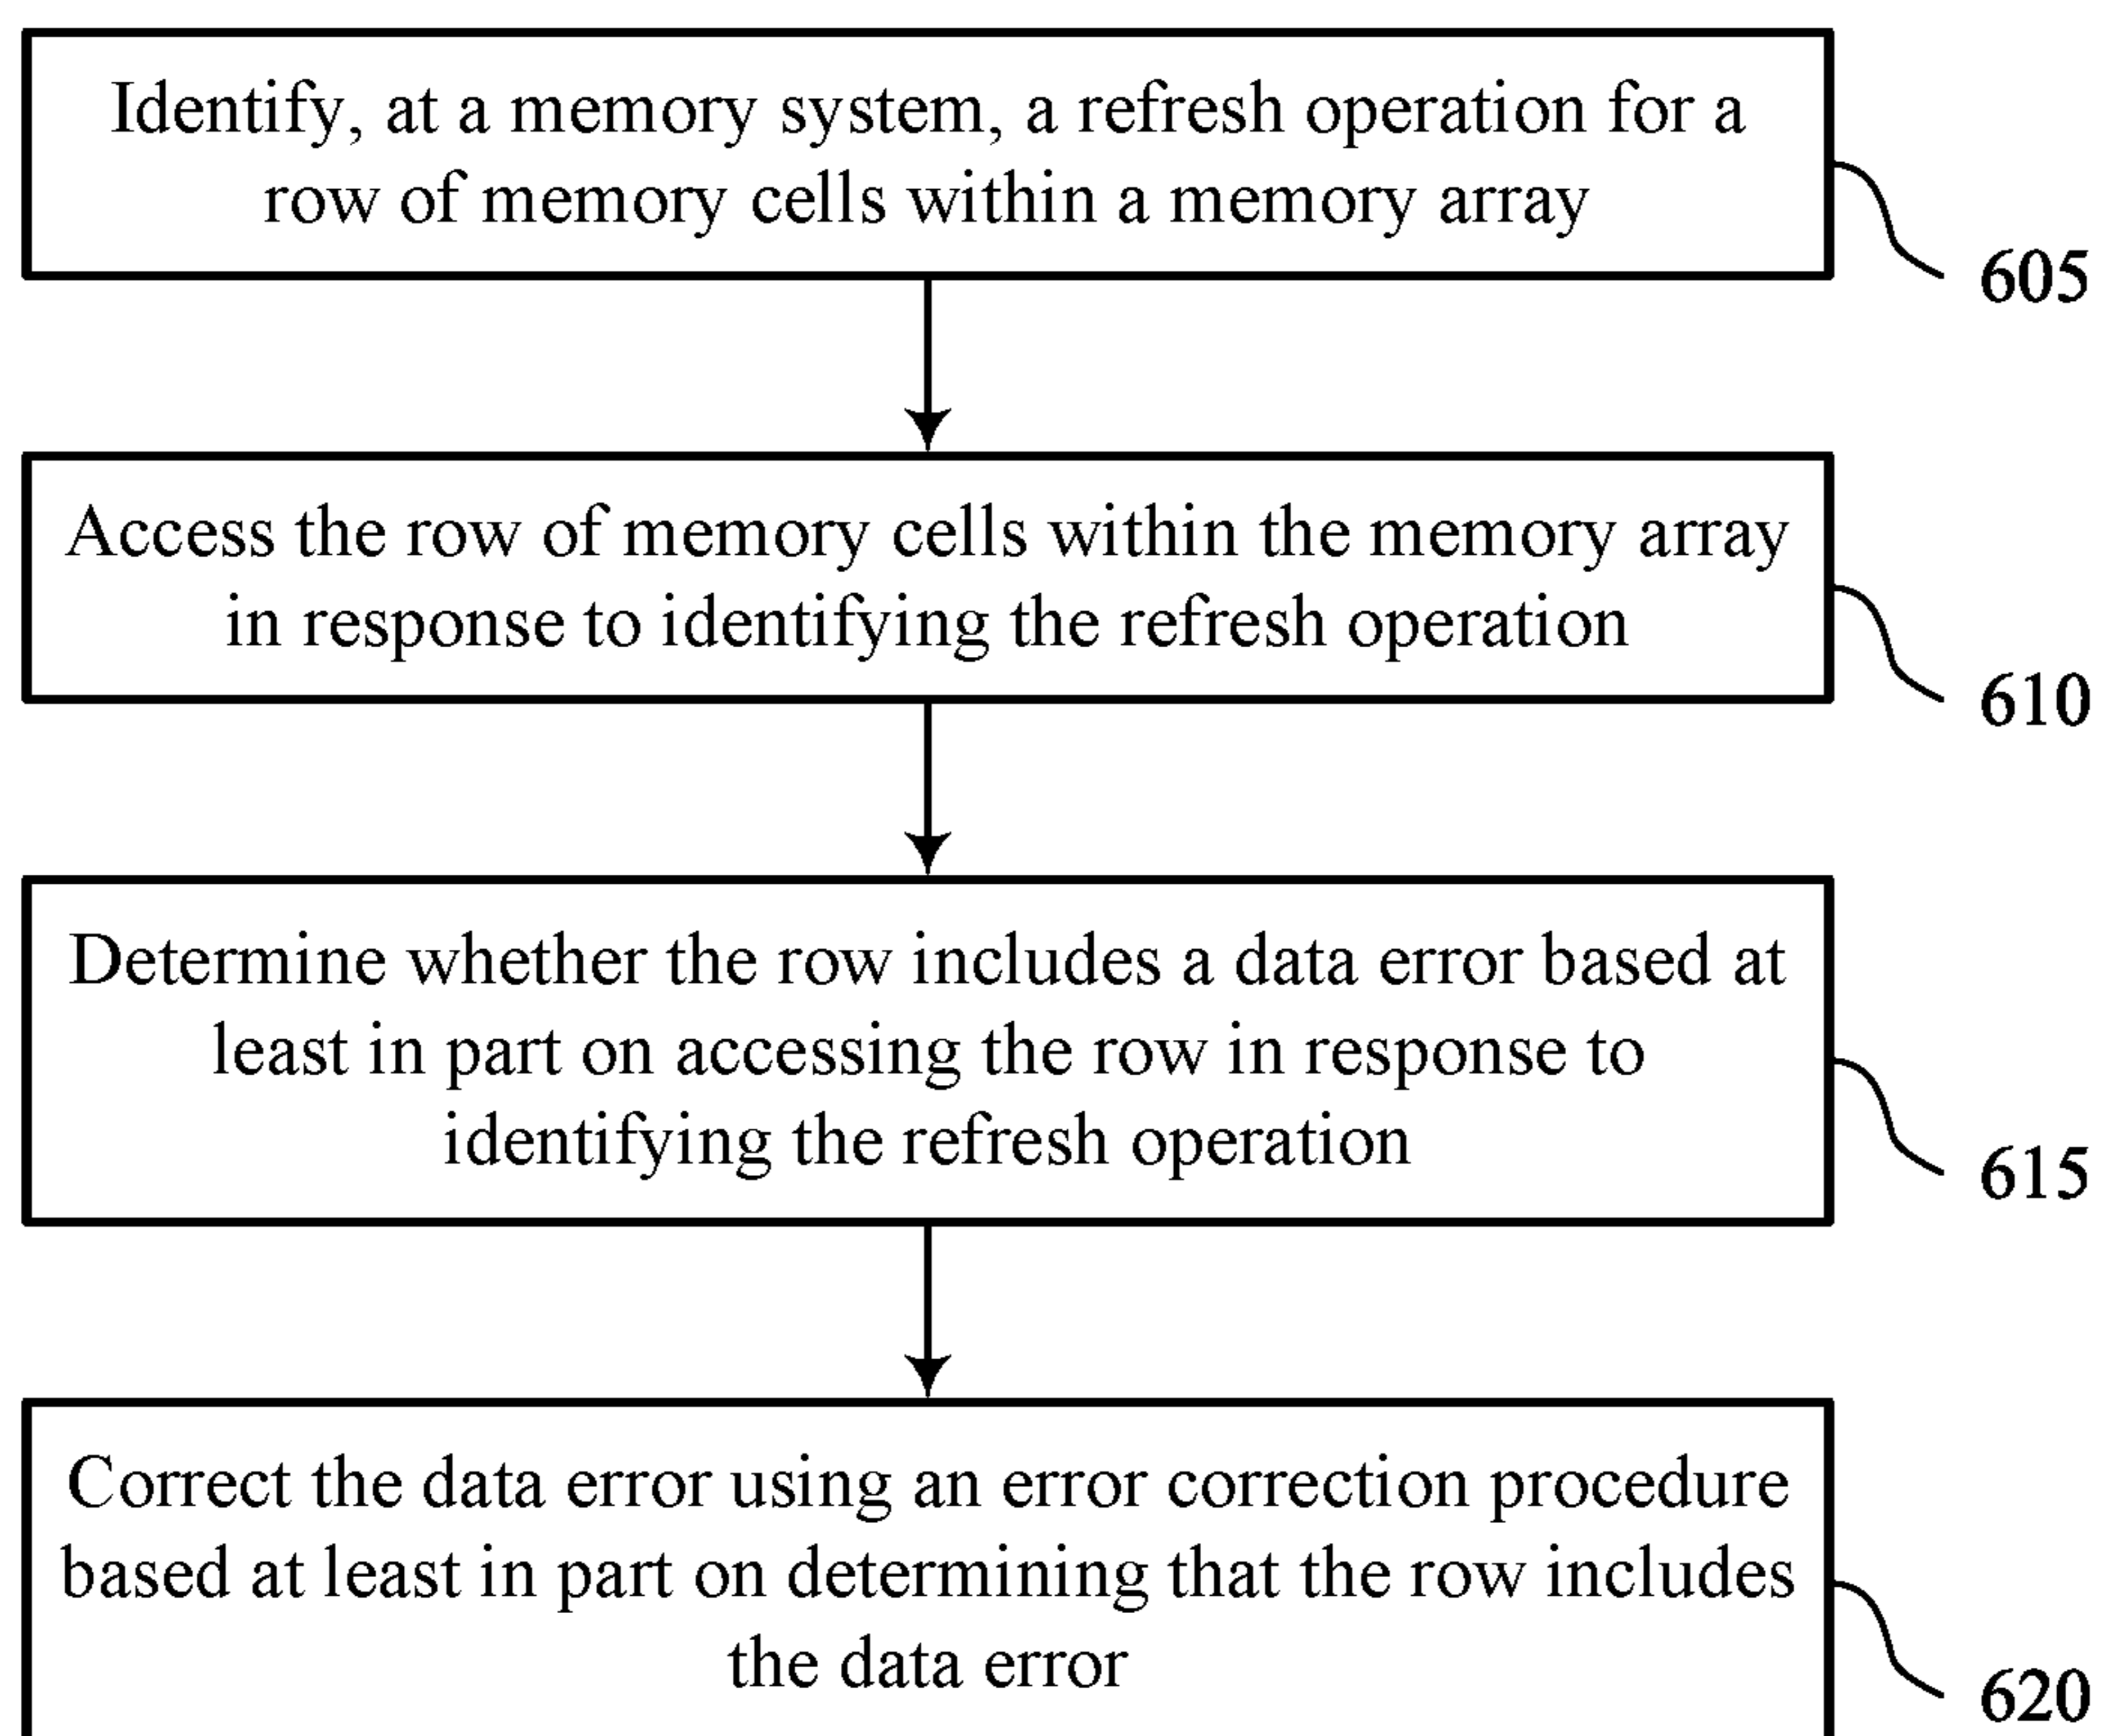 Identify, at a memory system, a refresh operation for a
row of memory cells within a memory array
605
Access the row of memory cells within the memory array
in response to identifying the refresh operation
610
Determine whether the row includes a data error based at
least in part on accessing the row in response to
identifying the refresh operation
615
Correct the data error using an error correction procedure
based at least in part on determining that the row includes
the data error
620